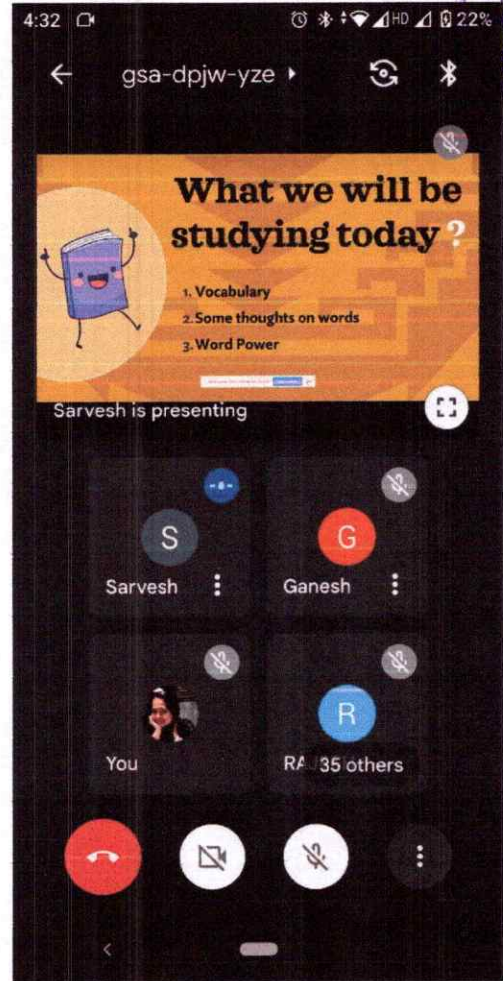 4:32 HD 22%
gsa-dpjw-yze
What we will be
studying today ?
1. Vocabulary
2. Some thoughts on words
3. Word Power
Sarvesh is presenting
S
G
Sarvesh
Ganesh
R
You
35 others